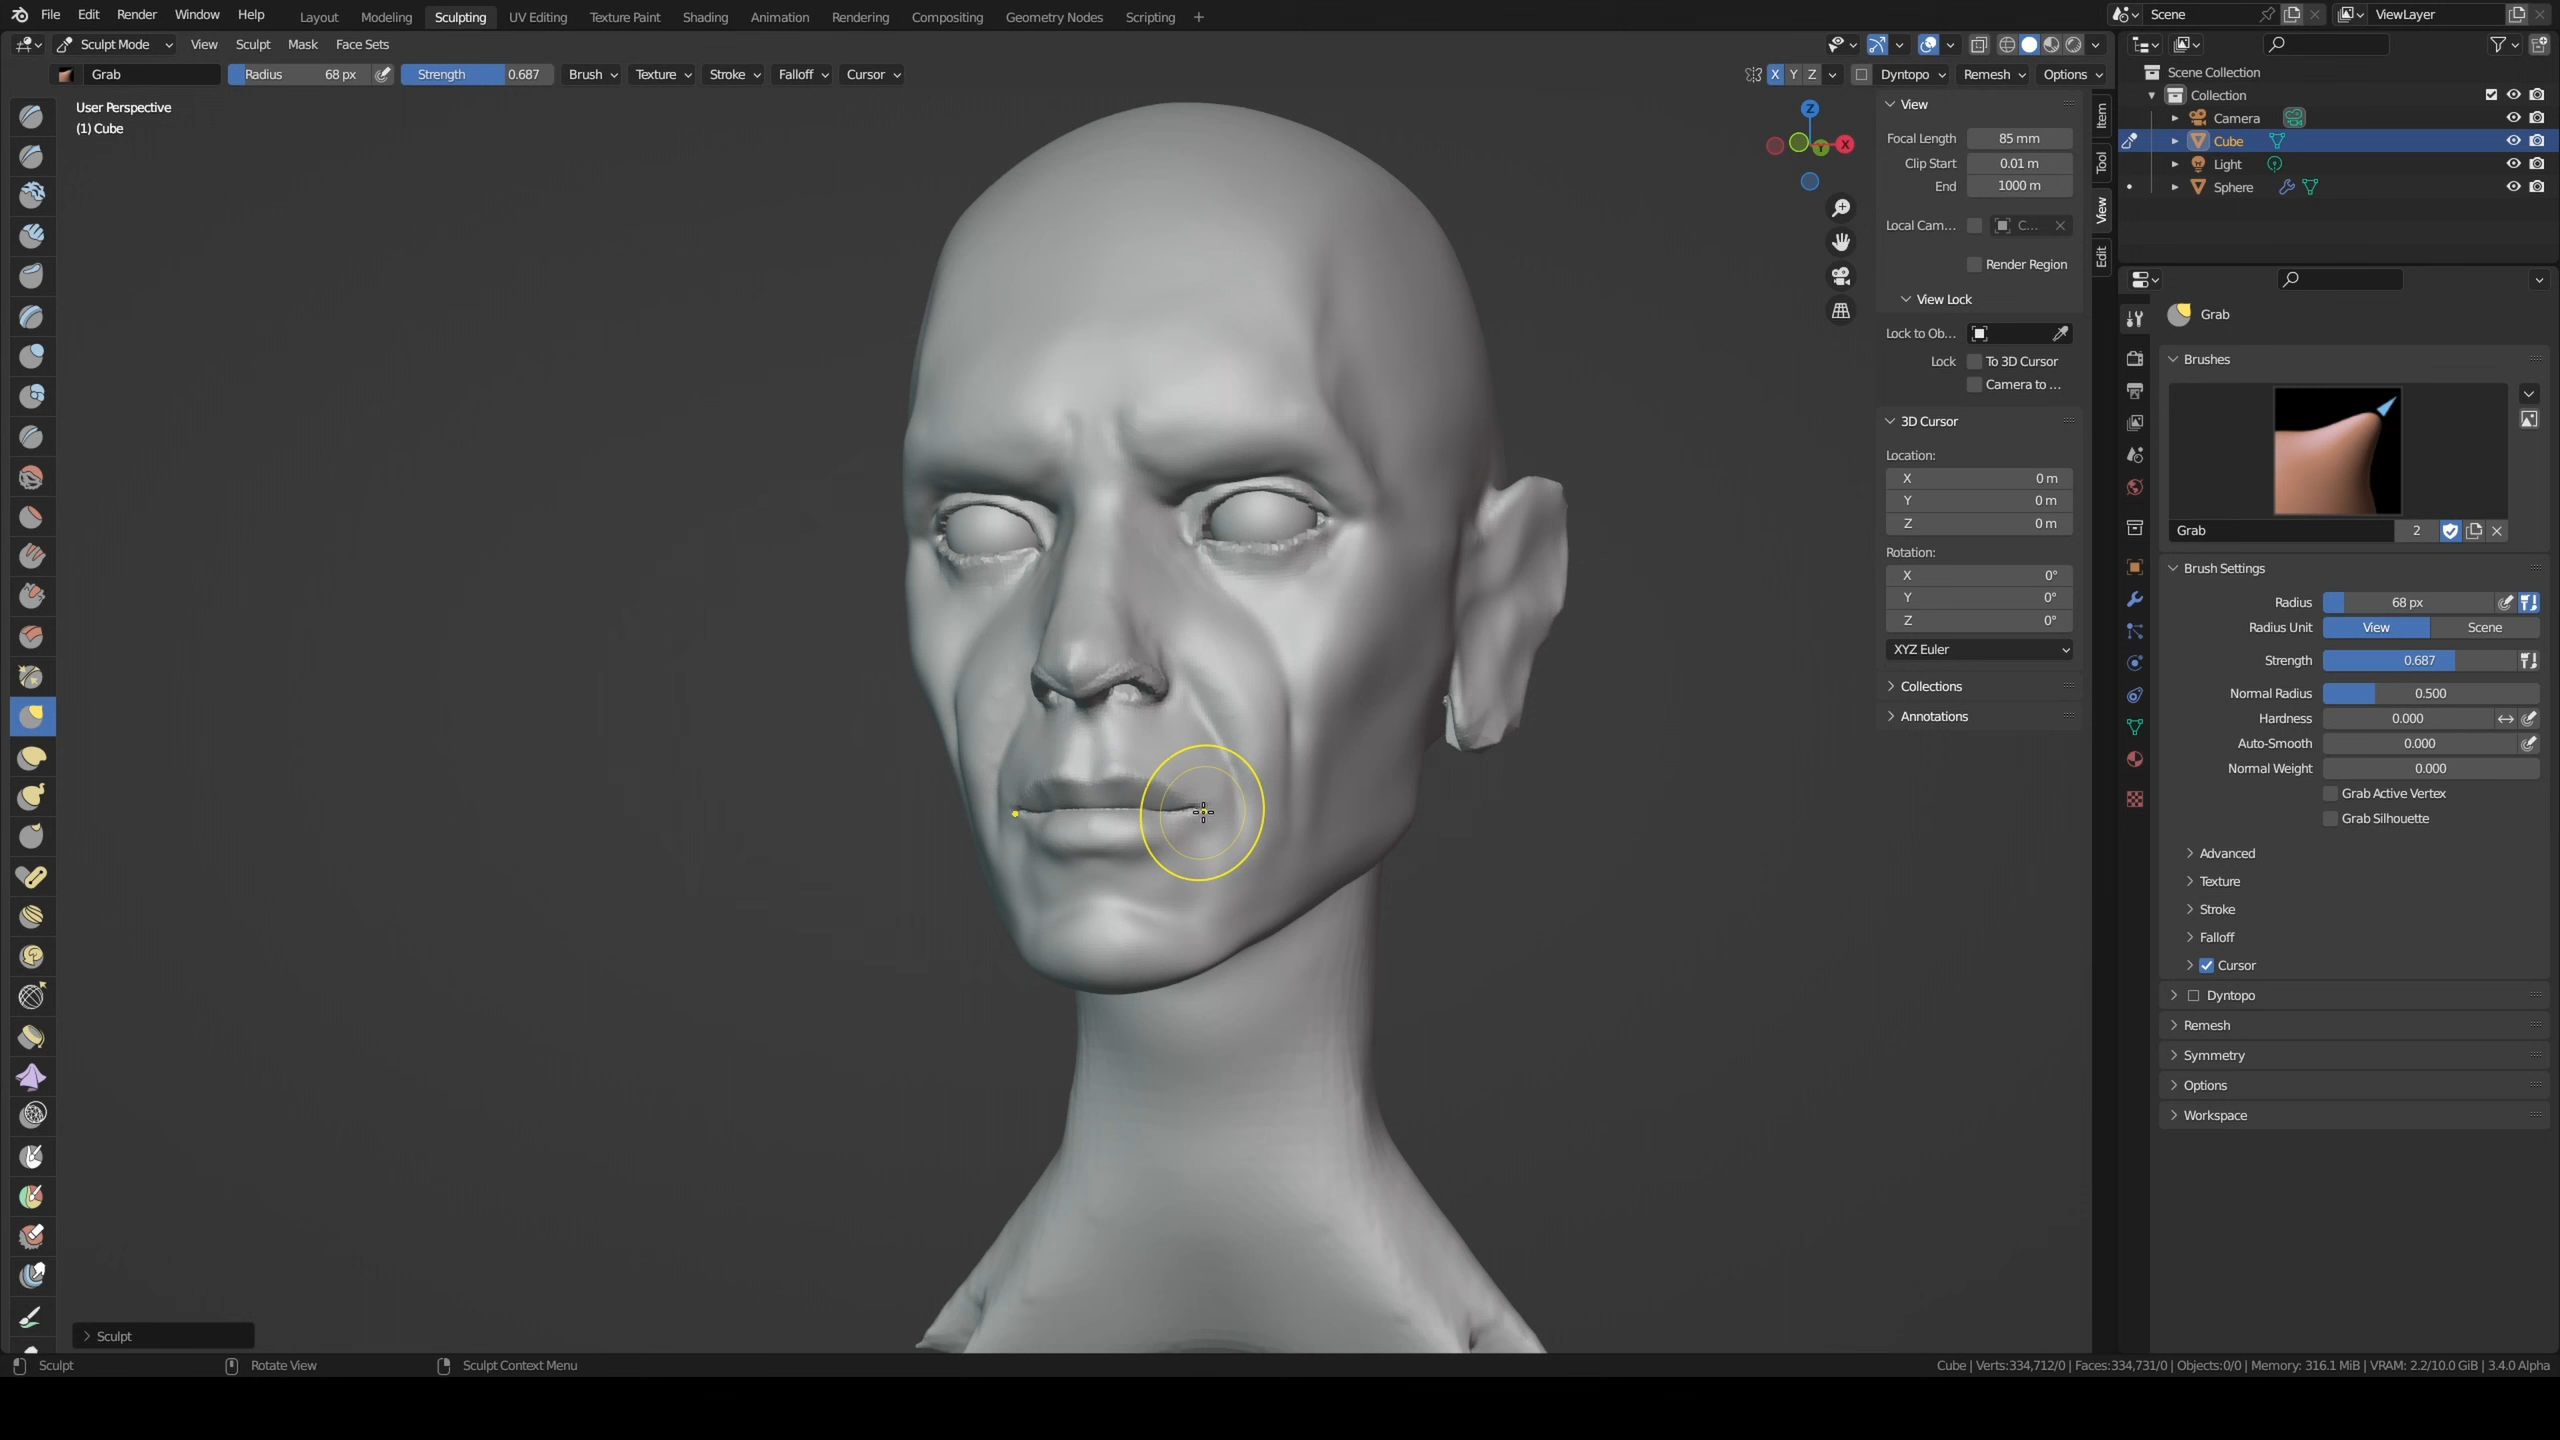 File Edit Render Window Help Layout Modeling Sculpting UV Editing Texture Paint Shading Animation Rendering Compositing Geometry Nodes Scripting + Scene ViewLayer
Sculpt Mode View Sculpt Mask Face Sets
Grab Radius 68 px Strength 0.687 Brush Texture Stroke Falloff Cursor X Y Z Dyntopo Remesh Options
User Perspective
(1) Cube
Z
X
Y
View
Focal Length 85 mm
Clip Start 0.01 m
End 1000 m
Local Cam... C...
Render Region
View Lock
Lock to Ob...
Lock To 3D Cursor
Camera to ...
3D Cursor
Location:
X 0 m
Y 0 m
Z 0 m
Rotation:
X 0°
Y 0°
Z 0°
XYZ Euler
Collections
Annotations
Item
Tool
View
Edit
Scene Collection
Collection
Camera
Cube
Light
Sphere
Grab
Brushes
Grab 2
Brush Settings
Radius 68 px
Radius Unit View Scene
Strength 0.687
Normal Radius 0.500
Hardness 0.000
Auto-Smooth 0.000
Normal Weight 0.000
Grab Active Vertex
Grab Silhouette
Advanced
Texture
Stroke
Falloff
Cursor
Dyntopo
Remesh
Symmetry
Options
Workspace
Sculpt
Sculpt Rotate View Sculpt Context Menu Cube | Verts:334,712/0 | Faces:334,731/0 | Objects:0/0 | Memory: 316.1 MiB | VRAM: 2.2/10.0 GiB | 3.4.0 Alpha